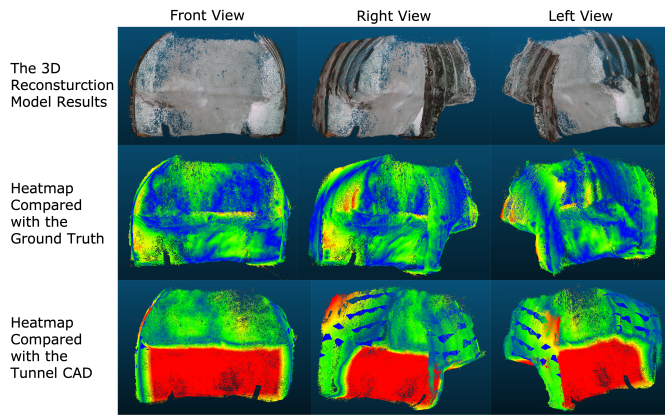 Front View
Right View
Left View
The 3D
Reconsturction
Model Results
Heatmap
Compared
with the
Ground Truth
Heatmap
Compared
with the
Tunnel CAD